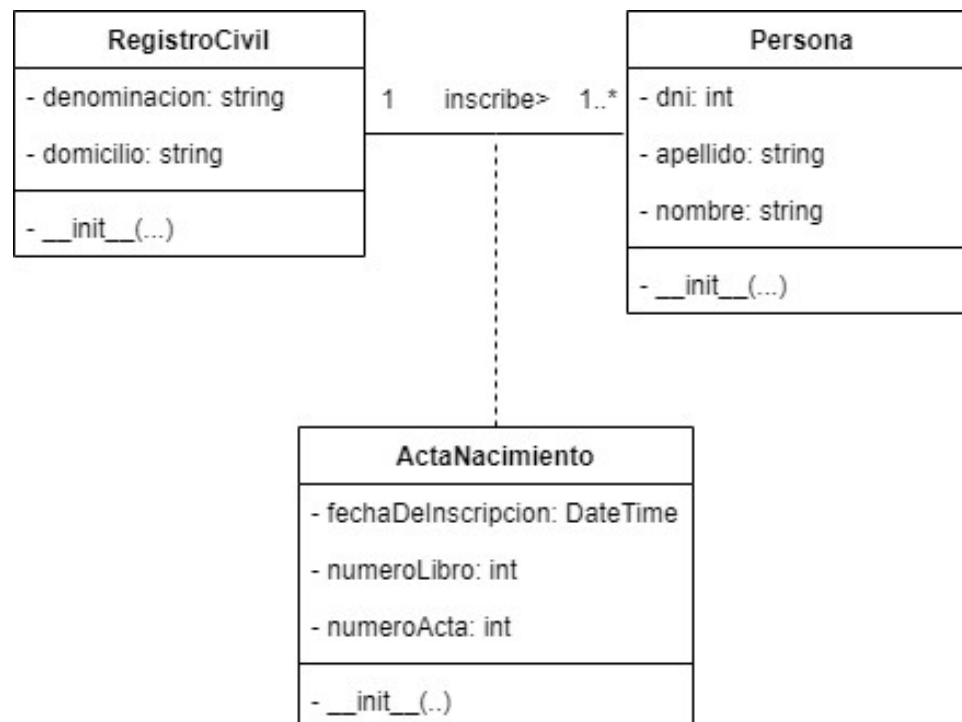 RegistroCivil
- denominacion: string
- domicilio: string
- __init__(...)
1 inscribe> 1..*
Persona
- dni: int
- apellido: string
- nombre: string
- __init__(...)
ActaNacimiento
- fechaDeInscripcion: DateTime
- numeroLibro: int
- numeroActa: int
- __init__(..)